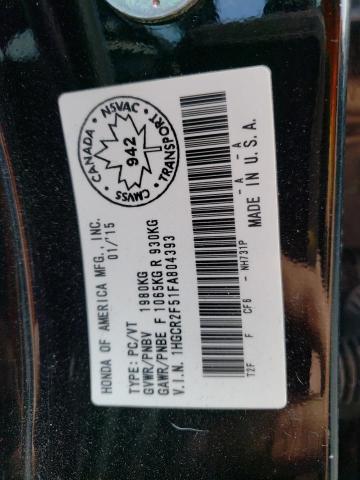 CANADA
NSVAC
TRANSPORT
CMVSS
942
HONDA OF AMERICA MFG., INC.
01/'15
TYPE: PC/VT
GVWR/PNBV 1980KG
GAWR/PNBE F 1065KG R 930KG
V.I.N. 1HGCR2F51FA804393
T2F F CF6 - NH731P - A - A
MADE IN U.S.A.